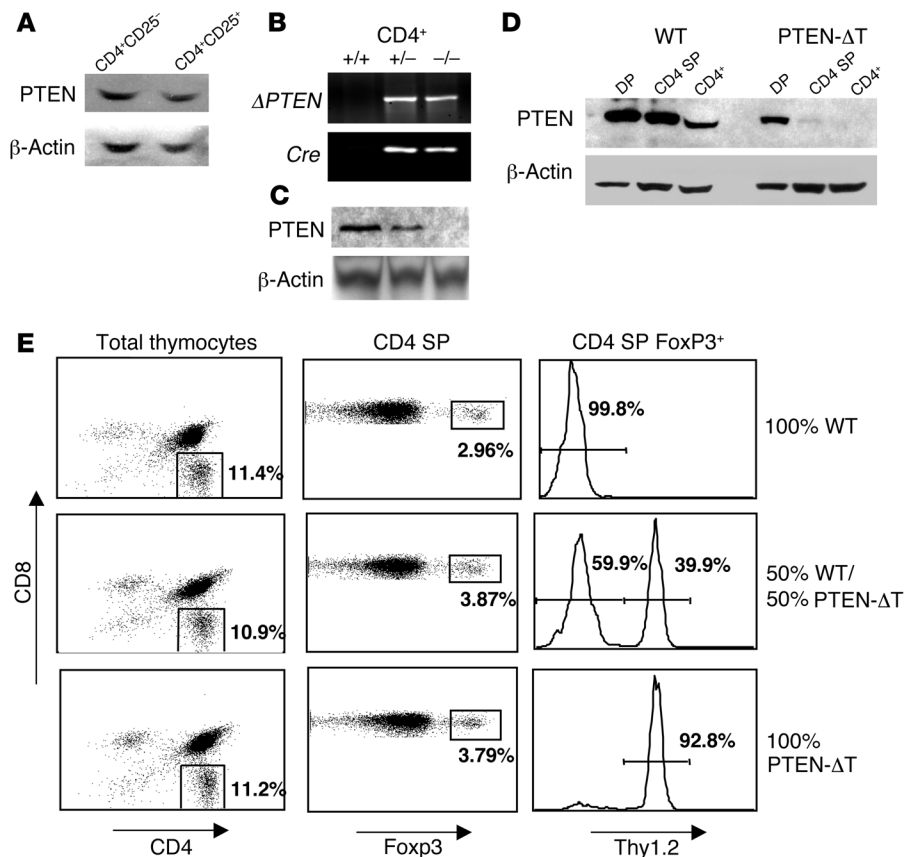 A
CD4⁺CD25⁻
CD4⁺CD25⁺
PTEN
β-Actin
B
CD4⁺
+/+ +/– –/–
ΔPTEN
Cre
C
PTEN
β-Actin
D
WT PTEN-ΔT
DP CD4 SP CD4⁺ DP CD4 SP CD4⁺
PTEN
β-Actin
E
Total thymocytes CD4 SP CD4 SP FoxP3⁺
11.4% 2.96% 99.8% 100% WT
10.9% 3.87% 59.9% 39.9% 50% WT/
50% PTEN-ΔT
11.2% 3.79% 92.8% 100%
PTEN-ΔT
CD8
CD4 Foxp3 Thy1.2